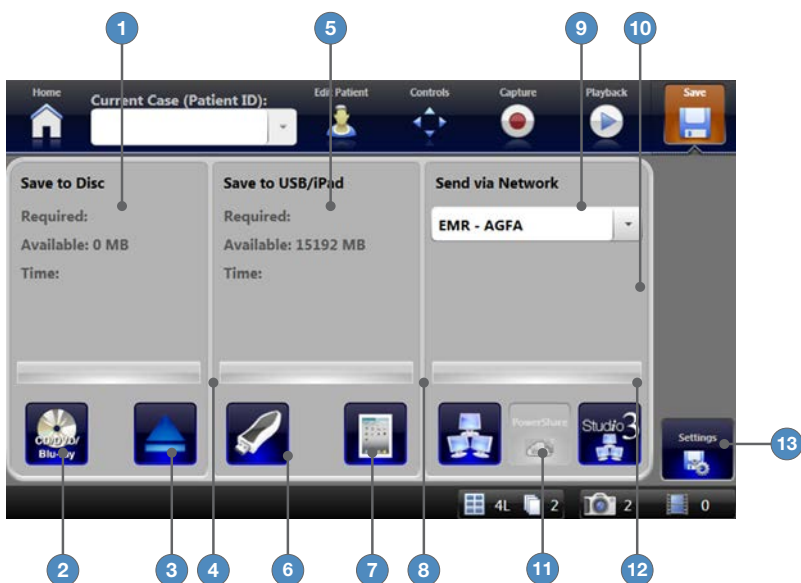 1
5
9
10
Home
Current Case (Patient ID):
Edit Patient
Controls
Capture
Playback
Save
Save to Disc
Required:
Available: 0 MB
Time:
Save to USB/iPad
Required:
Available: 15192 MB
Time:
Send via Network
EMR - AGFA
CD/DVD/
Blu-ray
PowerShare
Studio3
Settings
13
4L
2
2
0
2
3
4
6
7
8
11
12